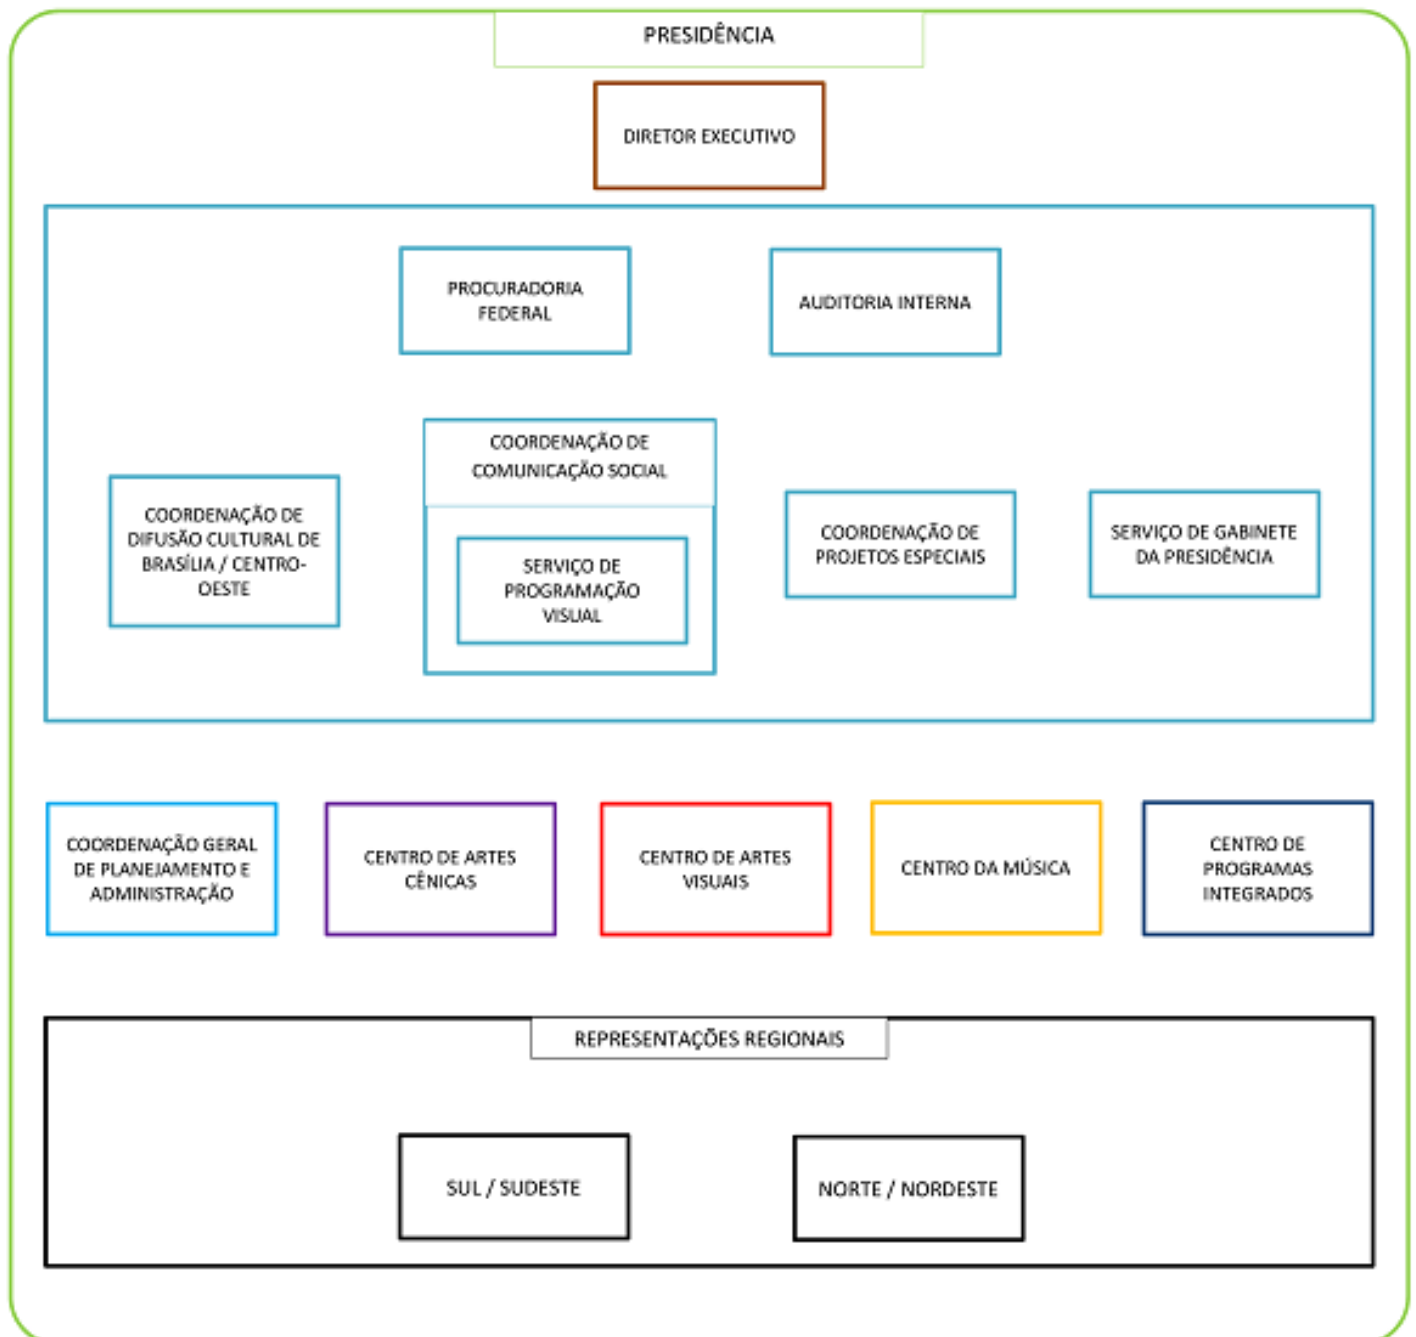 PRESIDÊNCIA
DIRETOR EXECUTIVO
PROCURADORIA
FEDERAL
AUDITORIA INTERNA
COORDENAÇÃO DE
DIFUSÃO CULTURAL DE
BRASÍLIA / CENTRO-
OESTE
COORDENAÇÃO DE
COMUNICAÇÃO SOCIAL
SERVIÇO DE
PROGRAMAÇÃO
VISUAL
COORDENAÇÃO DE
PROJETOS ESPECIAIS
SERVIÇO DE GABINETE
DA PRESIDÊNCIA
COORDENAÇÃO GERAL
DE PLANEJAMENTO E
ADMINISTRAÇÃO
CENTRO DE ARTES
CÊNICAS
CENTRO DE ARTES
VISUAIS
CENTRO DA MÚSICA
CENTRO DE
PROGRAMAS
INTEGRADOS
REPRESENTAÇÕES REGIONAIS
SUL / SUDESTE
NORTE / NORDESTE